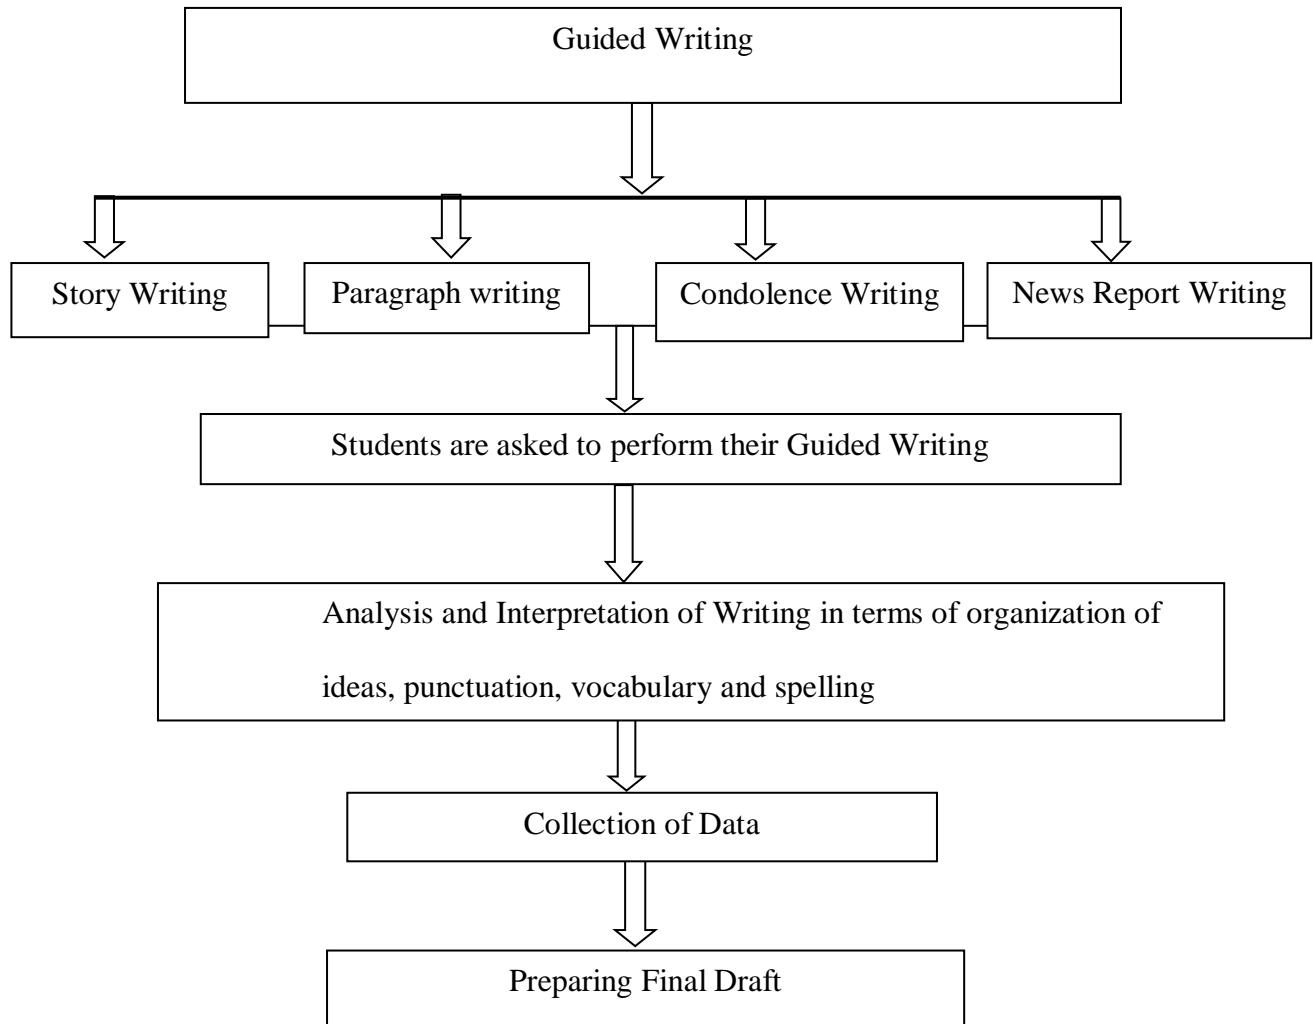 Guided Writing
Story Writing
Paragraph writing
Condolence Writing
News Report Writing
Students are asked to perform their Guided Writing
Analysis and Interpretation of Writing in terms of organization of
ideas, punctuation, vocabulary and spelling
Collection of Data
Preparing Final Draft